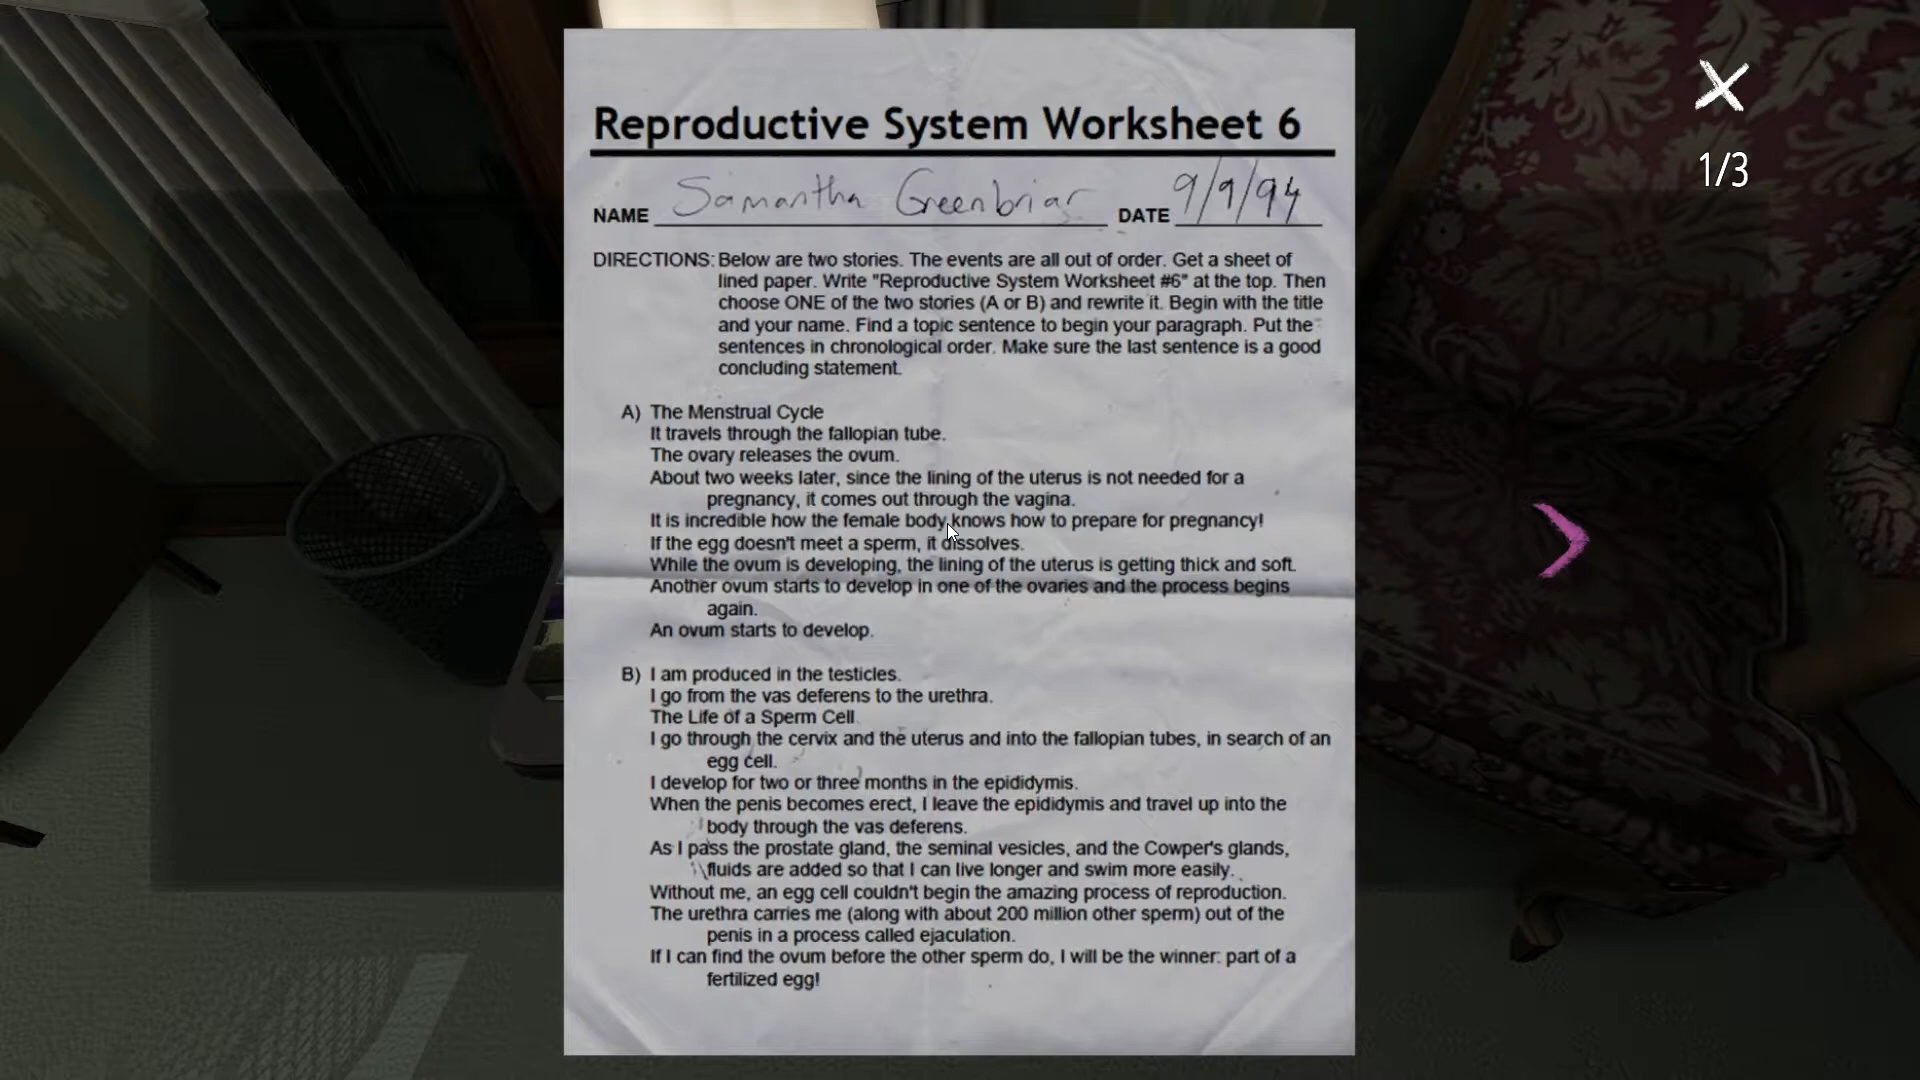 1/3
Reproductive System Worksheet 6
NAME Samantha Greenbriar DATE 9/9/94
DIRECTIONS: Below are two stories. The events are all out of order. Get a sheet of
lined paper. Write "Reproductive System Worksheet #6" at the top. Then
choose ONE of the two stories (A or B) and rewrite it. Begin with the title
and your name. Find a topic sentence to begin your paragraph. Put the
sentences in chronological order. Make sure the last sentence is a good
concluding statement.
A) The Menstrual Cycle
It travels through the fallopian tube.
The ovary releases the ovum.
About two weeks later, since the lining of the uterus is not needed for a
pregnancy, it comes out through the vagina.
It is incredible how the female body knows how to prepare for pregnancy!
If the egg doesn't meet a sperm, it dissolves.
While the ovum is developing, the lining of the uterus is getting thick and soft.
Another ovum starts to develop in one of the ovaries and the process begins
again.
An ovum starts to develop.
B) I am produced in the testicles.
I go from the vas deferens to the urethra.
The Life of a Sperm Cell
I go through the cervix and the uterus and into the fallopian tubes, in search of an
egg cell.
I develop for two or three months in the epididymis.
When the penis becomes erect, I leave the epididymis and travel up into the
body through the vas deferens.
As I pass the prostate gland, the seminal vesicles, and the Cowper's glands,
fluids are added so that I can live longer and swim more easily.
Without me, an egg cell couldn't begin the amazing process of reproduction.
The urethra carries me (along with about 200 million other sperm) out of the
penis in a process called ejaculation.
If I can find the ovum before the other sperm do, I will be the winner: part of a
fertilized egg!